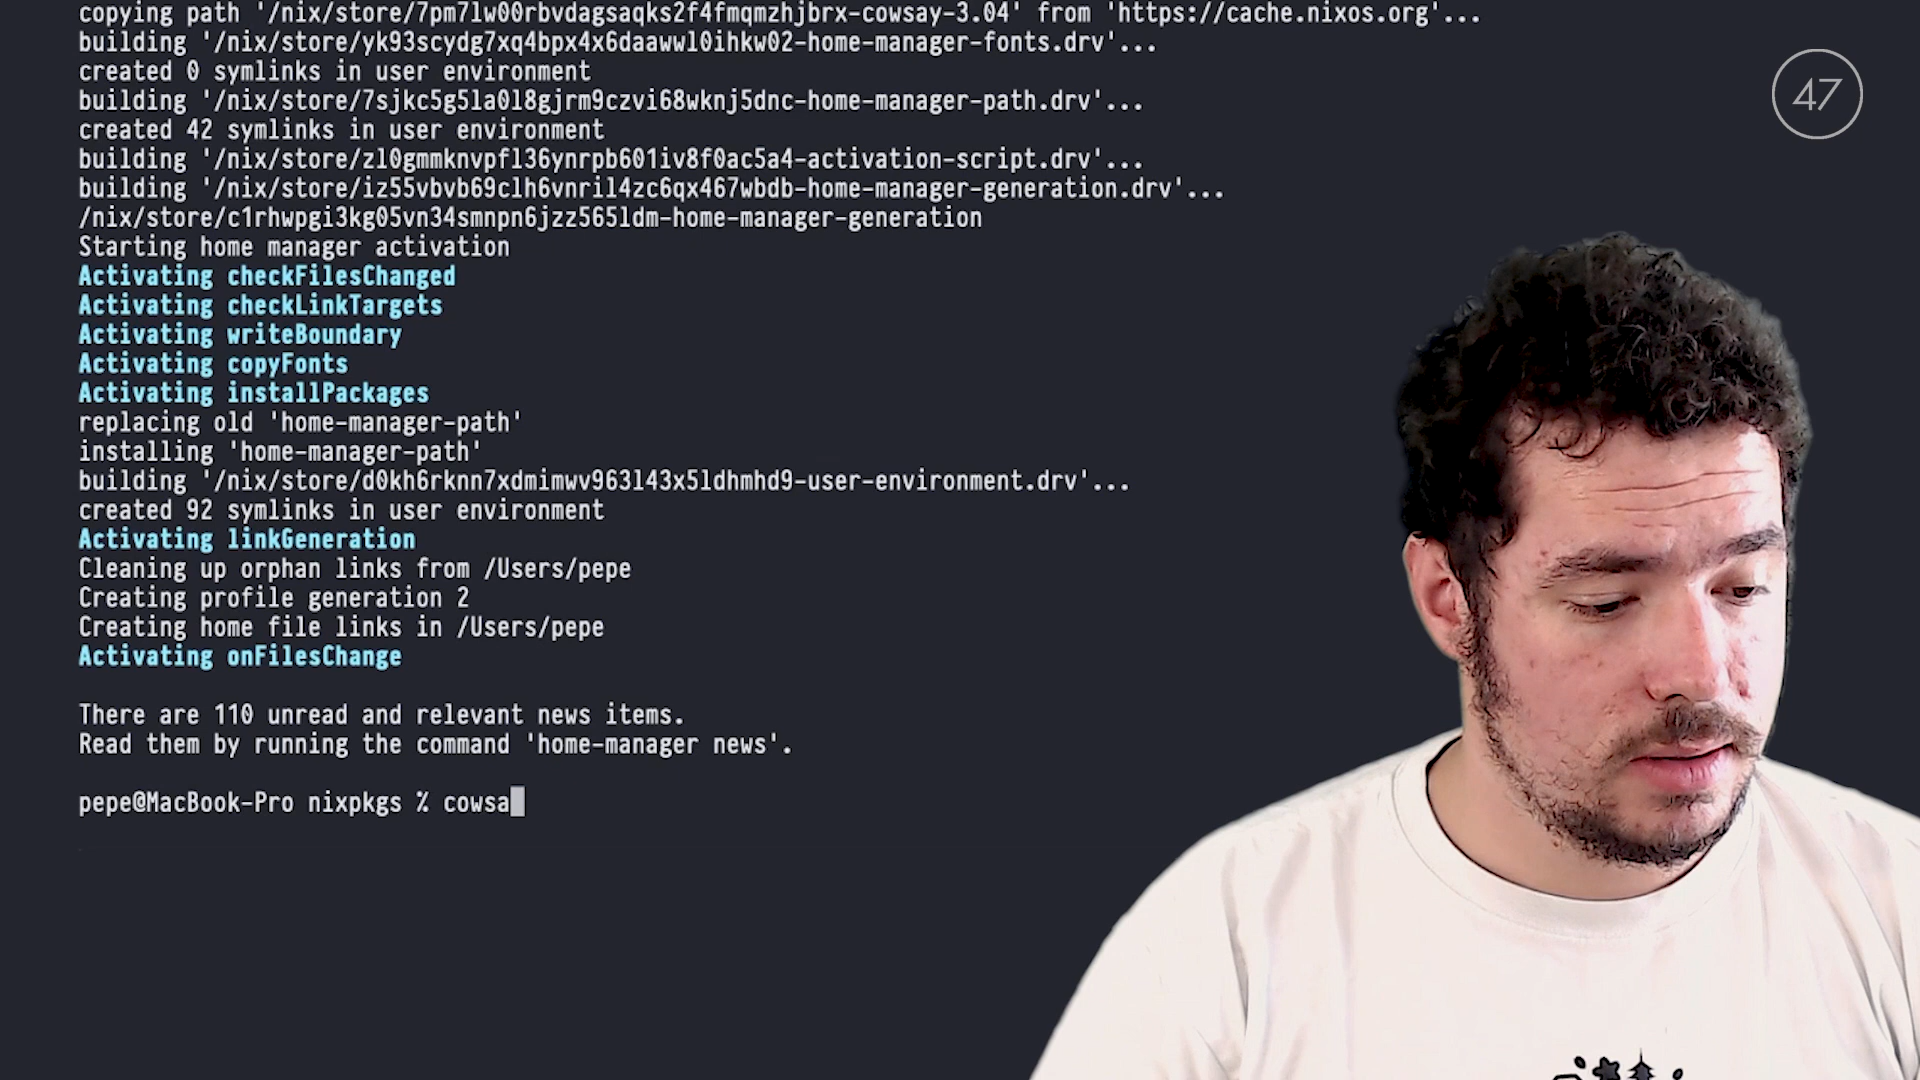 copying path '/nix/store/7pm7lw00rbvdagsaqks2f4fmqmzhjbrx-cowsay-3.04' from 'https://cache.nixos.org'...
building '/nix/store/yk93scydg7xq4bpx4x6daawwl0ihkw02-home-manager-fonts.drv'...
created 0 symlinks in user environment
building '/nix/store/7sjkc5g5la0l8gjrm9czvi68wknj5dnc-home-manager-path.drv'...
created 42 symlinks in user environment
building '/nix/store/zl0gmmknvpfl36ynrpb601iv8f0ac5a4-activation-script.drv'...
building '/nix/store/iz55vbvb69clh6vnril4zc6qx467wbdb-home-manager-generation.drv'...
/nix/store/c1rhwpgi3kg05vn34smnpn6jzz565ldm-home-manager-generation
Starting home manager activation
Activating checkFilesChanged
Activating checkLinkTargets
Activating writeBoundary
Activating copyFonts
Activating installPackages
replacing old 'home-manager-path'
installing 'home-manager-path'
building '/nix/store/d0kh6rknn7xdmimwv963l43x5ldhmhd9-user-environment.drv'...
created 92 symlinks in user environment
Activating linkGeneration
Cleaning up orphan links from /Users/pepe
Creating profile generation 2
Creating home file links in /Users/pepe
Activating onFilesChange
There are 110 unread and relevant news items.
Read them by running the command 'home-manager news'.
pepe@MacBook-Pro nixpkgs % cowsa
47